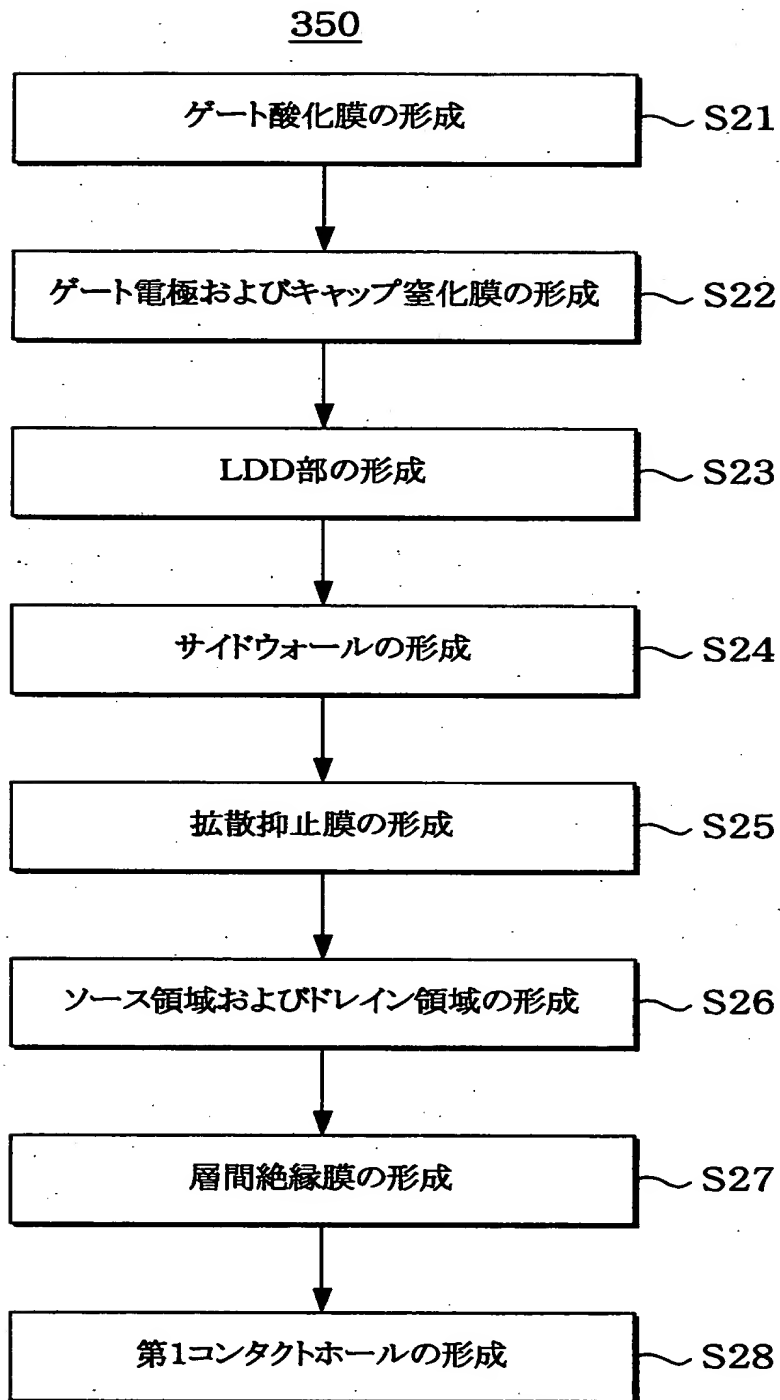 350
ゲート酸化膜の形成
S21
ゲート電極およびキャップ窒化膜の形成
S22
LDD部の形成
S23
サイドウォールの形成
S24
拡散抑止膜の形成
S25
ソース領域およびドレイン領域の形成
S26
層間絶縁膜の形成
S27
第1コンタクトホールの形成
S28